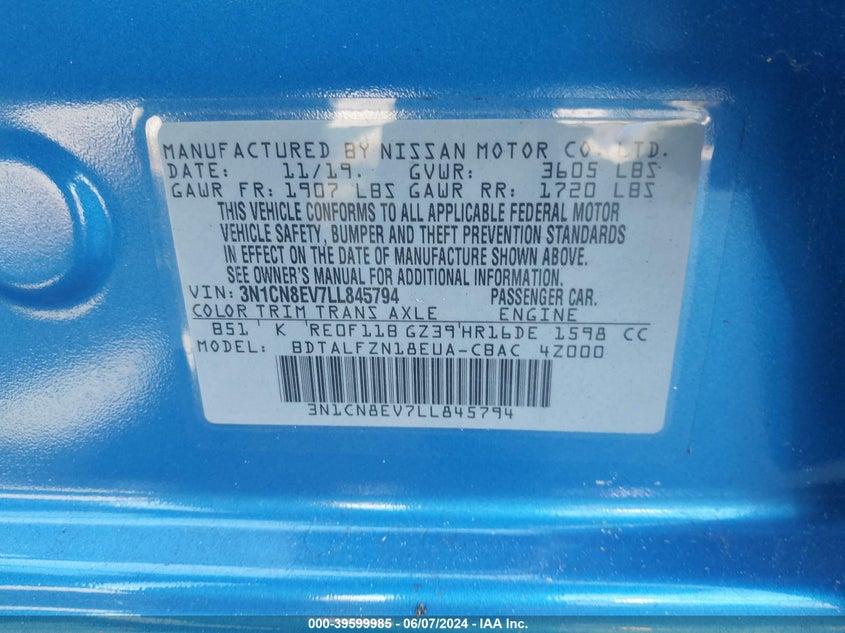 MANUFACTURED BY NISSAN MOTOR CO. LTD.
DATE: 11/19. GVWR: 3605 LBS
GAWR FR: 1907 LBS GAWR RR: 1720 LBS
THIS VEHICLE CONFORMS TO ALL APPLICABLE FEDERAL MOTOR
VEHICLE SAFETY, BUMPER AND THEFT PREVENTION STANDARDS
IN EFFECT ON THE DATE OF MANUFACTURE SHOWN ABOVE.
SEE OWNER'S MANUAL FOR ADDITIONAL INFORMATION.
VIN: 3N1CN8EV7LL845794 PASSENGER CAR.
COLOR TRIM TRANS AXLE ENGINE
B51 K RE0F11B GZ39 HR16DE 1598 CC
MODEL: BDTALFZN18EUA-CBAC 4Z000
3N1CN8EV7LL845794
000-39599985 - 06/07/2024 - IAA Inc.